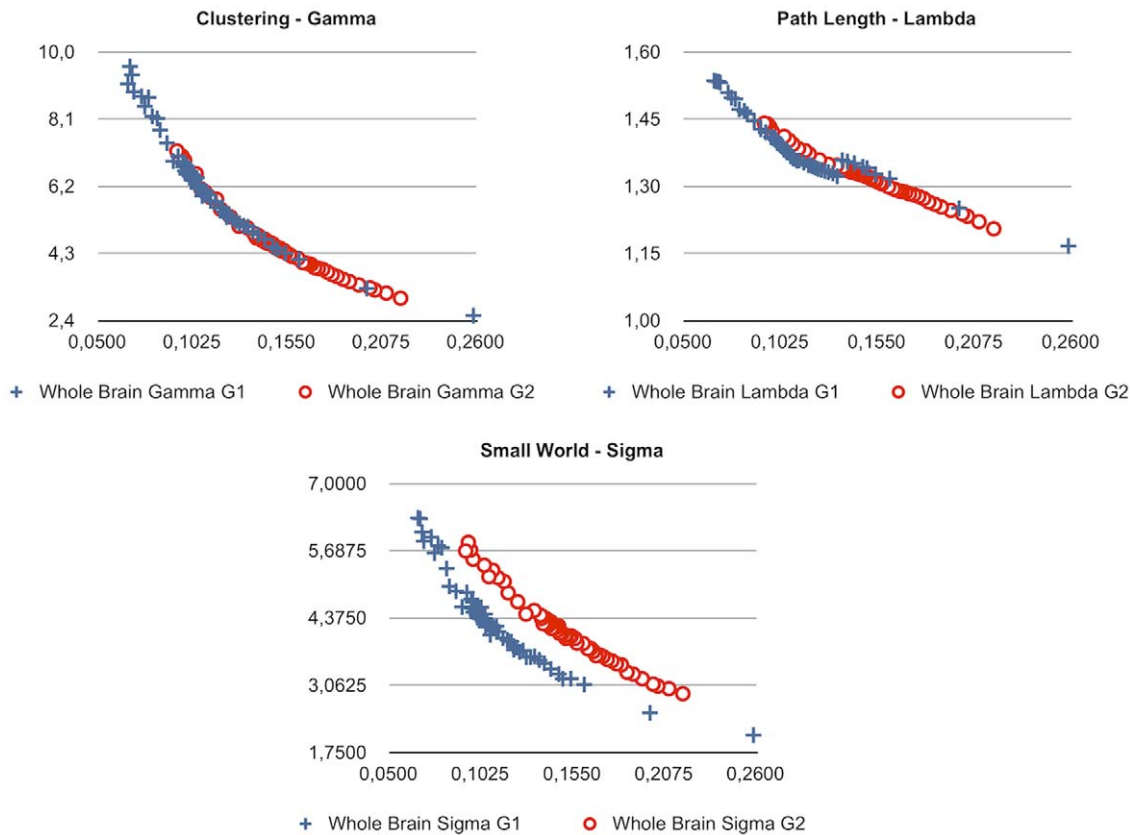 Clustering - Gamma
10,0
8,1
6,2
4,3
2,4
0,0500 0,1025 0,1550 0,2075 0,2600
Whole Brain Gamma G1 Whole Brain Gamma G2
Path Length - Lambda
1,60
1,45
1,30
1,15
1,00
0,0500 0,1025 0,1550 0,2075 0,2600
Whole Brain Lambda G1 Whole Brain Lambda G2
Small World - Sigma
7,0000
5,6875
4,3750
3,0625
1,7500
0,0500 0,1025 0,1550 0,2075 0,2600
Whole Brain Sigma G1 Whole Brain Sigma G2